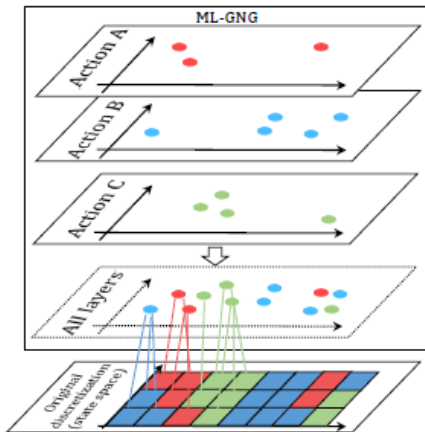 ML-GNG
Action A
Action B
Action C
All layers
Original
discretization
(state space)